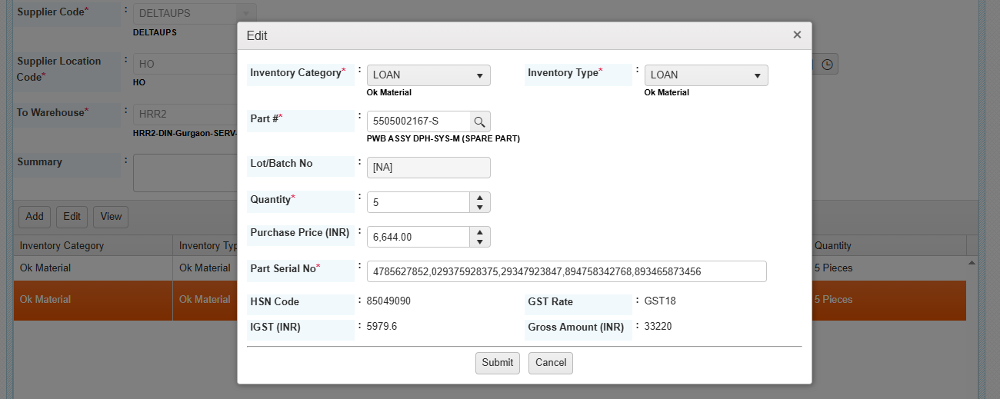 Supplier Code* : DELTAUPS
DELTAUPS
Supplier Location Code* : HO
HO
To Warehouse* : HRR2
HRR2-DIN-Gurgaon-SERV-
Summary :
Add Edit View
Inventory Category Inventory Typ Quantity
Ok Material Ok Material 5 Pieces
Ok Material Ok Material 5 Pieces
Edit ×
Inventory Category* : LOAN Inventory Type* : LOAN
Ok Material Ok Material
Part #* : 5505002167-S
PWB ASSY DPH-SYS-M (SPARE PART)
Lot/Batch No : [NA]
Quantity* : 5
Purchase Price (INR) : 6,644.00
Part Serial No* : 4785627852,029375928375,29347923847,894758342768,893465873456
HSN Code : 85049090 GST Rate : GST18
IGST (INR) : 5979.6 Gross Amount (INR) : 33220
Submit Cancel